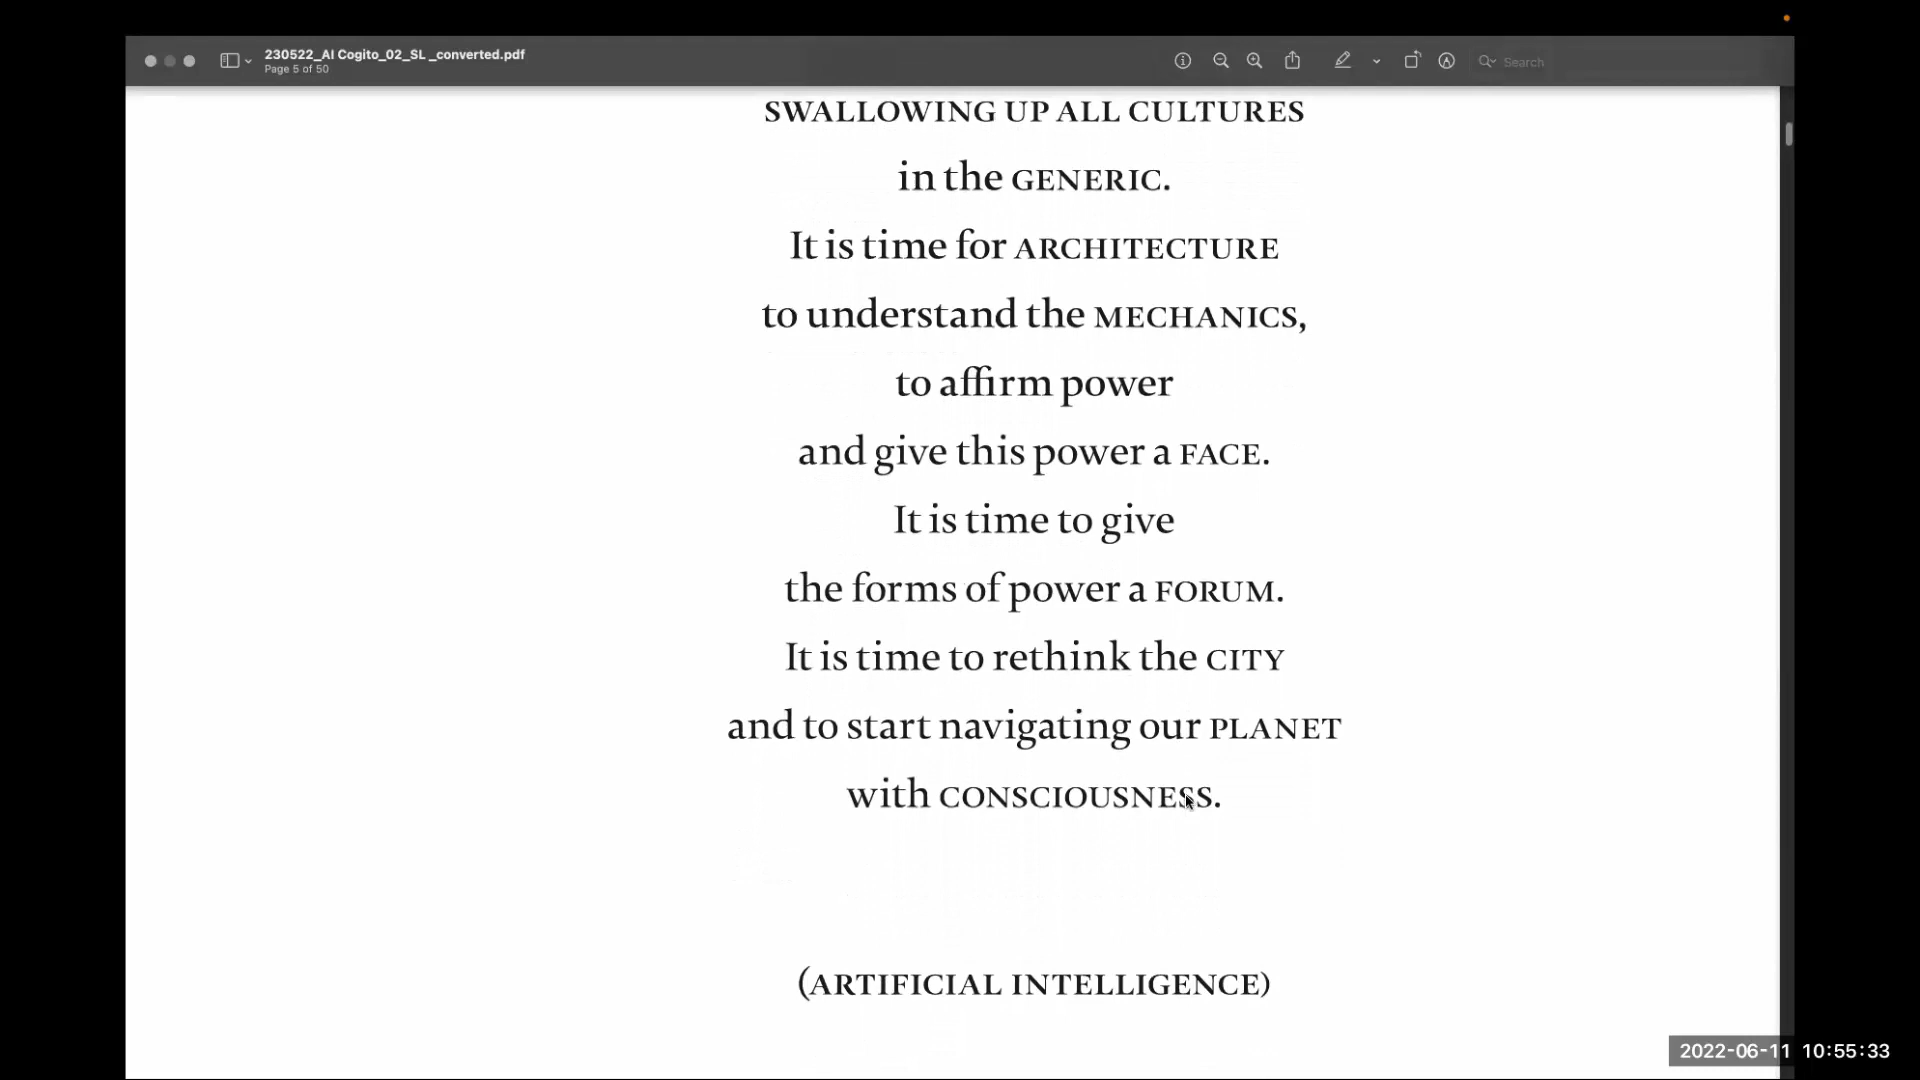 230522_AI Cogito_02_SL _converted.pdf
Page 5 of 50
Search
SWALLOWING UP ALL CULTURES
in the GENERIC.
It is time for ARCHITECTURE
to understand the MECHANICS,
to affirm power
and give this power a FACE.
It is time to give
the forms of power a FORUM.
It is time to rethink the CITY
and to start navigating our PLANET
with CONSCIOUSNESS.
(ARTIFICIAL INTELLIGENCE)
2022-06-11 10:55:33